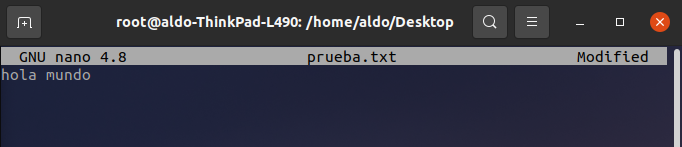 root@aldo-ThinkPad-L490: /home/aldo/Desktop
GNU nano 4.8 prueba.txt Modified
hola mundo